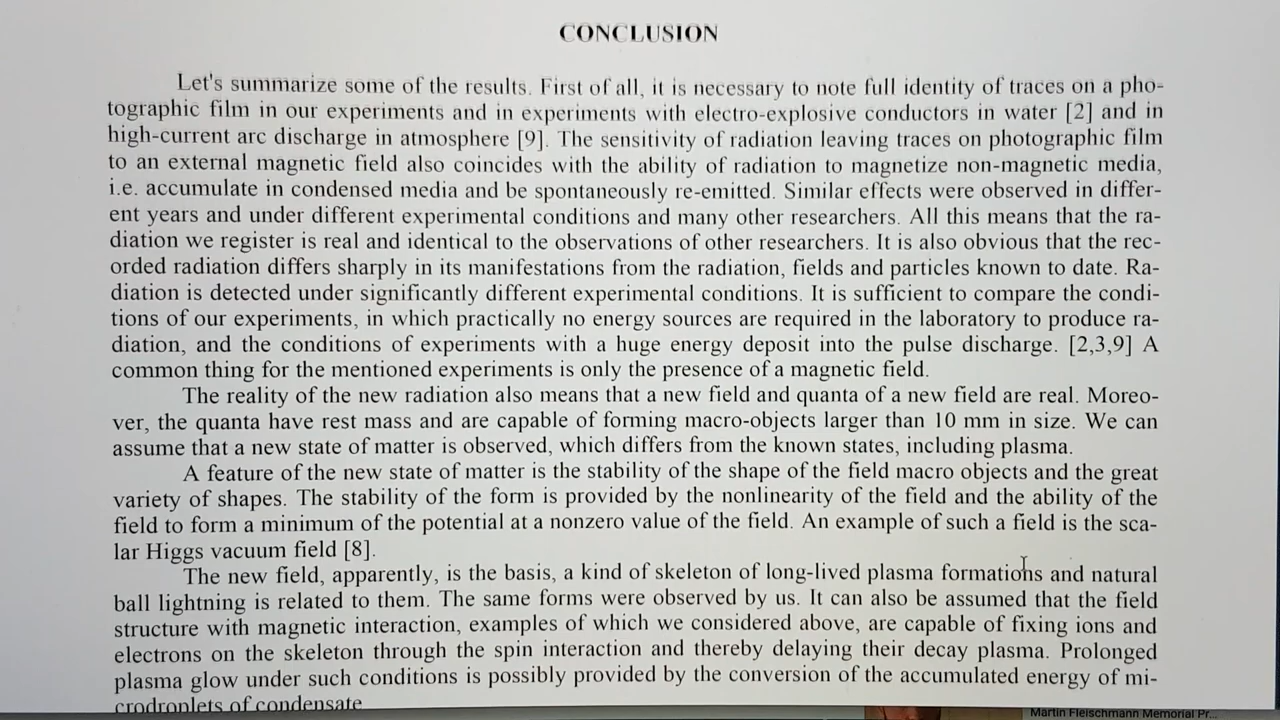 CONCLUSION
Let's summarize some of the results. First of all, it is necessary to note full identity of traces on a pho-
tographic film in our experiments and in experiments with electro-explosive conductors in water [2] and in
high-current arc discharge in atmosphere [9]. The sensitivity of radiation leaving traces on photographic film
to an external magnetic field also coincides with the ability of radiation to magnetize non-magnetic media,
i.e. accumulate in condensed media and be spontaneously re-emitted. Similar effects were observed in differ-
ent years and under different experimental conditions and many other researchers. All this means that the ra-
diation we register is real and identical to the observations of other researchers. It is also obvious that the rec-
orded radiation differs sharply in its manifestations from the radiation, fields and particles known to date. Ra-
diation is detected under significantly different experimental conditions. It is sufficient to compare the condi-
tions of our experiments, in which practically no energy sources are required in the laboratory to produce ra-
diation, and the conditions of experiments with a huge energy deposit into the pulse discharge. [2,3,9] A
common thing for the mentioned experiments is only the presence of a magnetic field.
The reality of the new radiation also means that a new field and quanta of a new field are real. Moreo-
ver, the quanta have rest mass and are capable of forming macro-objects larger than 10 mm in size. We can
assume that a new state of matter is observed, which differs from the known states, including plasma.
A feature of the new state of matter is the stability of the shape of the field macro objects and the great
variety of shapes. The stability of the form is provided by the nonlinearity of the field and the ability of the
field to form a minimum of the potential at a nonzero value of the field. An example of such a field is the sca-
lar Higgs vacuum field [8].
The new field, apparently, is the basis, a kind of skeleton of long-lived plasma formations and natural
ball lightning is related to them. The same forms were observed by us. It can also be assumed that the field
structure with magnetic interaction, examples of which we considered above, are capable of fixing ions and
electrons on the skeleton through the spin interaction and thereby delaying their decay plasma. Prolonged
plasma glow under such conditions is possibly provided by the conversion of the accumulated energy of mi-
crodroplets of condensate
Martin Fleischmann Memorial Pr...